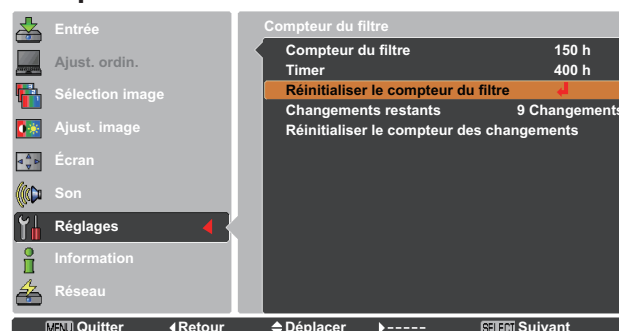 Entrée
Ajust. ordin.
Sélection image
Ajust. image
Écran
Son
Réglages
Information
Réseau
Compteur du filtre
Compteur du filtre 150 h
Timer 400 h
Réinitialiser le compteur du filtre
Changements restants 9 Changements
Réinitialiser le compteur des changements
MENU Quitter Retour Déplacer ----- SELECT Suivant